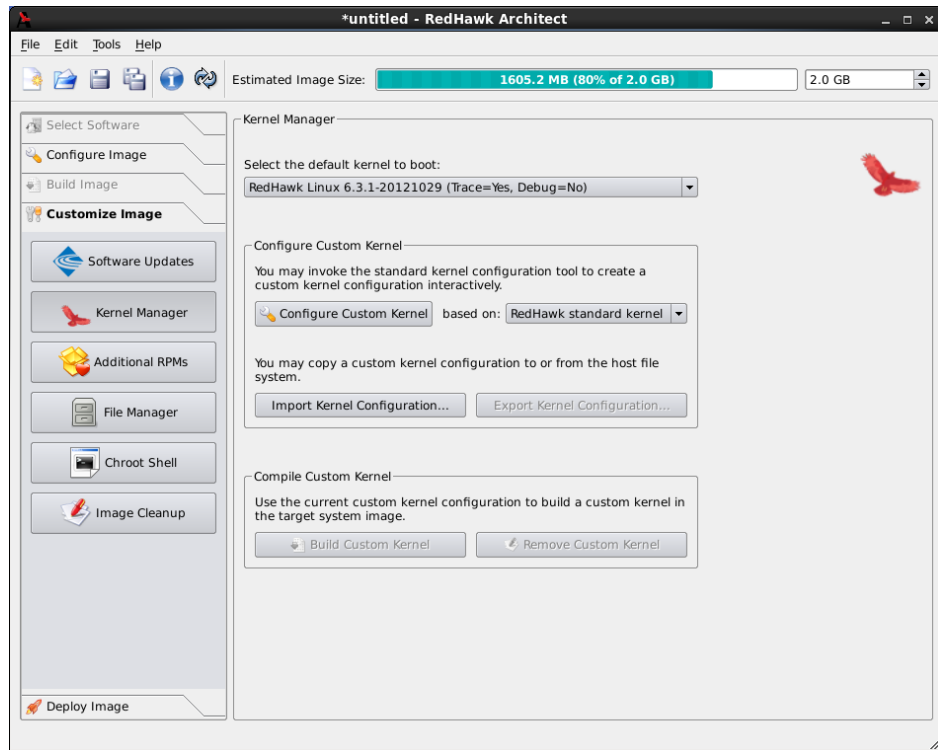 *untitled - RedHawk Architect
File Edit Tools Help
Estimated Image Size: 1605.2 MB (80% of 2.0 GB) 2.0 GB
Select Software
Configure Image
Build Image
Customize Image
Software Updates
Kernel Manager
Additional RPMs
File Manager
Chroot Shell
Image Cleanup
Deploy Image
Kernel Manager
Select the default kernel to boot:
RedHawk Linux 6.3.1-20121029 (Trace=Yes, Debug=No)
Configure Custom Kernel
You may invoke the standard kernel configuration tool to create a
custom kernel configuration interactively.
Configure Custom Kernel based on: RedHawk standard kernel
You may copy a custom kernel configuration to or from the host file
system.
Import Kernel Configuration... Export Kernel Configuration...
Compile Custom Kernel
Use the current custom kernel configuration to build a custom kernel in
the target system image.
Build Custom Kernel Remove Custom Kernel